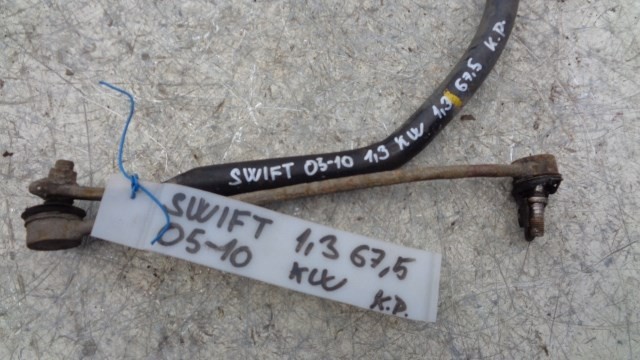 SWIFT 05-10 1,3 KW 1,3 67,5 K.P.
SWIFT 1,3 67,5
05-10 KW K.P.